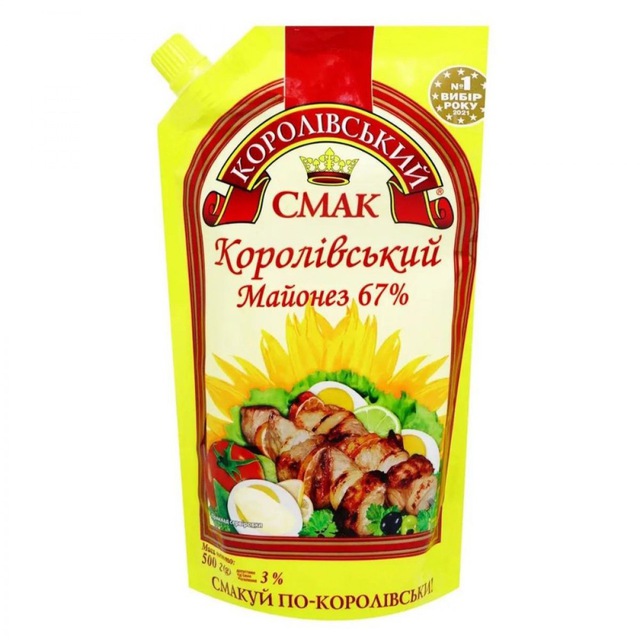 №1
ВИБІР
РОКУ
2021
КОРОЛІВСЬКИЙ
®
СМАК
Королівський
Майонез 67%
500 г(g)
3 %
СМАКУЙ ПО-КОРОЛІВСЬКИ!